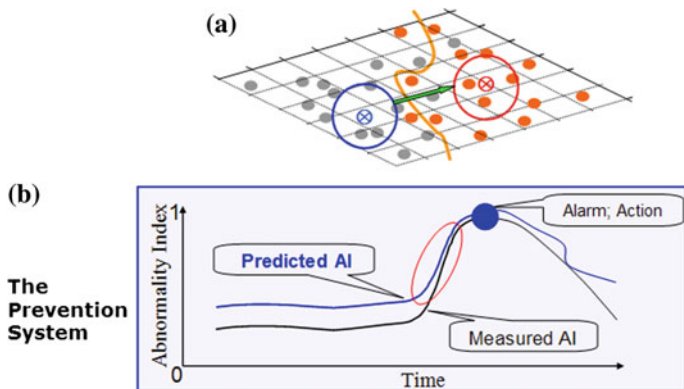 (a)
(b)
The
Prevention
System
Abnormality Index
1
0
Predicted AI
Alarm; Action
Measured AI
Time